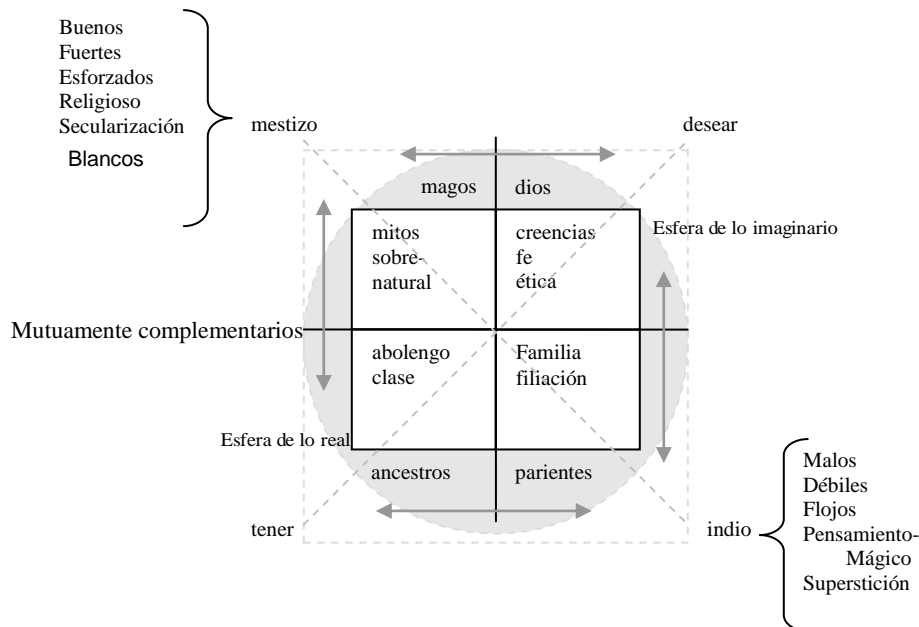 Buenos
Fuertes
Esforzados
Religioso
Secularización
Blancos
mestizo
desear
magos
dios
mitos
sobre-
natural
creencias
fe
ética
Esfera de lo imaginario
Mutuamente complementarios
abolengo
clase
Familia
filiación
Esfera de lo real
ancestros
parientes
tener
indio
Malos
Débiles
Flojos
Pensamiento-
Mágico
Superstición